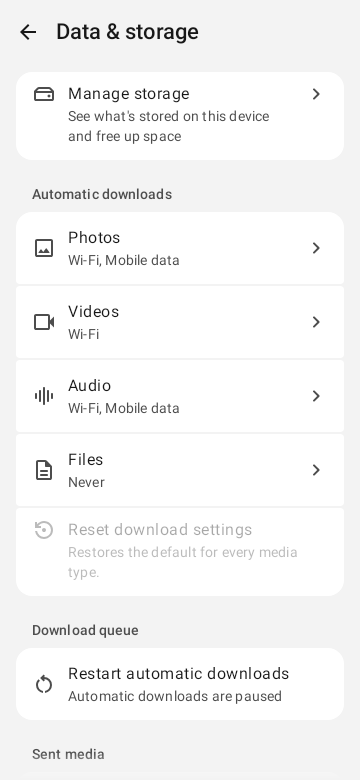 Data & storage
Manage storage
See what's stored on this device
and free up space
Automatic downloads
Photos
Wi-Fi, Mobile data
Videos
Wi-Fi
Audio
Wi-Fi, Mobile data
Files
Never
Reset download settings
Restores the default for every media
type.
Download queue
Restart automatic downloads
Automatic downloads are paused
Sent media